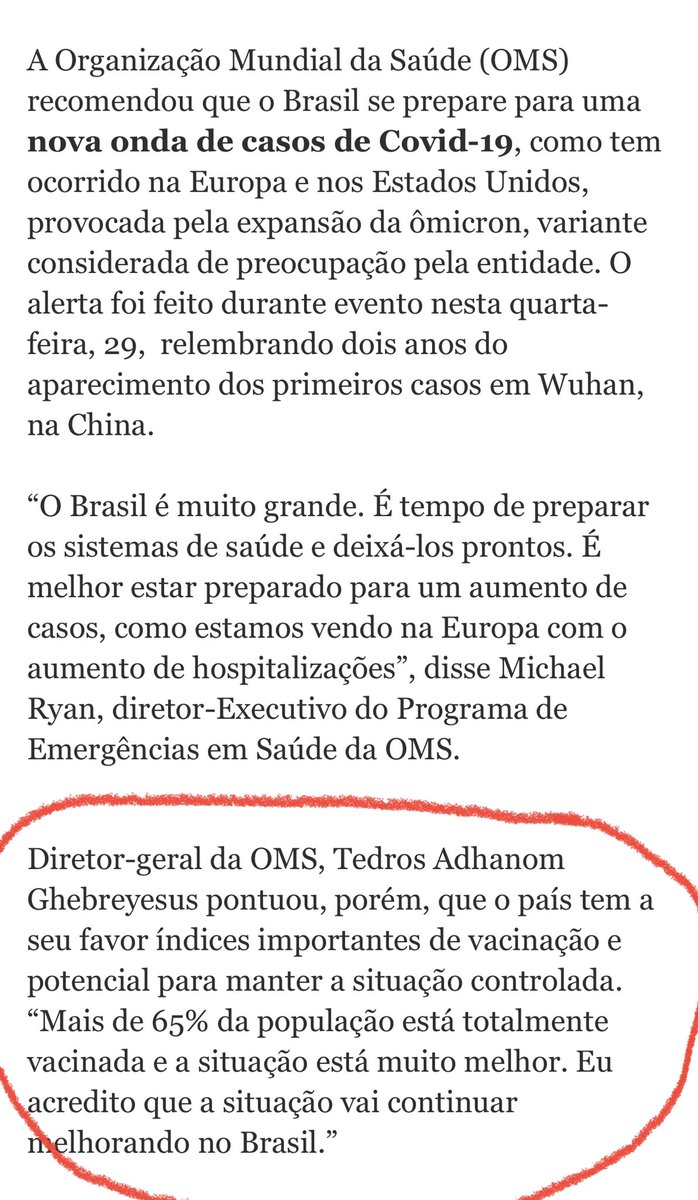 A Organização Mundial da Saúde (OMS)
recomendou que o Brasil se prepare para uma
nova onda de casos de Covid-19, como tem
ocorrido na Europa e nos Estados Unidos,
provocada pela expansão da ômicron, variante
considerada de preocupação pela entidade. O
alerta foi feito durante evento nesta quarta-
feira, 29,  relembrando dois anos do
aparecimento dos primeiros casos em Wuhan,
na China.
“O Brasil é muito grande. É tempo de preparar
os sistemas de saúde e deixá-los prontos. É
melhor estar preparado para um aumento de
casos, como estamos vendo na Europa com o
aumento de hospitalizações”, disse Michael
Ryan, diretor-Executivo do Programa de
Emergências em Saúde da OMS.
Diretor-geral da OMS, Tedros Adhanom
Ghebreyesus pontuou, porém, que o país tem a
seu favor índices importantes de vacinação e
potencial para manter a situação controlada.
“Mais de 65% da população está totalmente
vacinada e a situação está muito melhor. Eu
acredito que a situação vai continuar
melhorando no Brasil.”